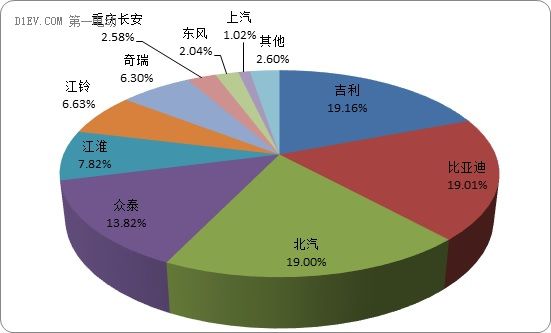 D1EV.COM 第一
重庆长安
2.58%
上汽
1.02%
东风
2.04%
其他
2.60%
奇瑞
6.30%
江铃
6.63%
吉利
19.16%
江淮
7.82%
比亚迪
19.01%
众泰
13.82%
北汽
19.00%